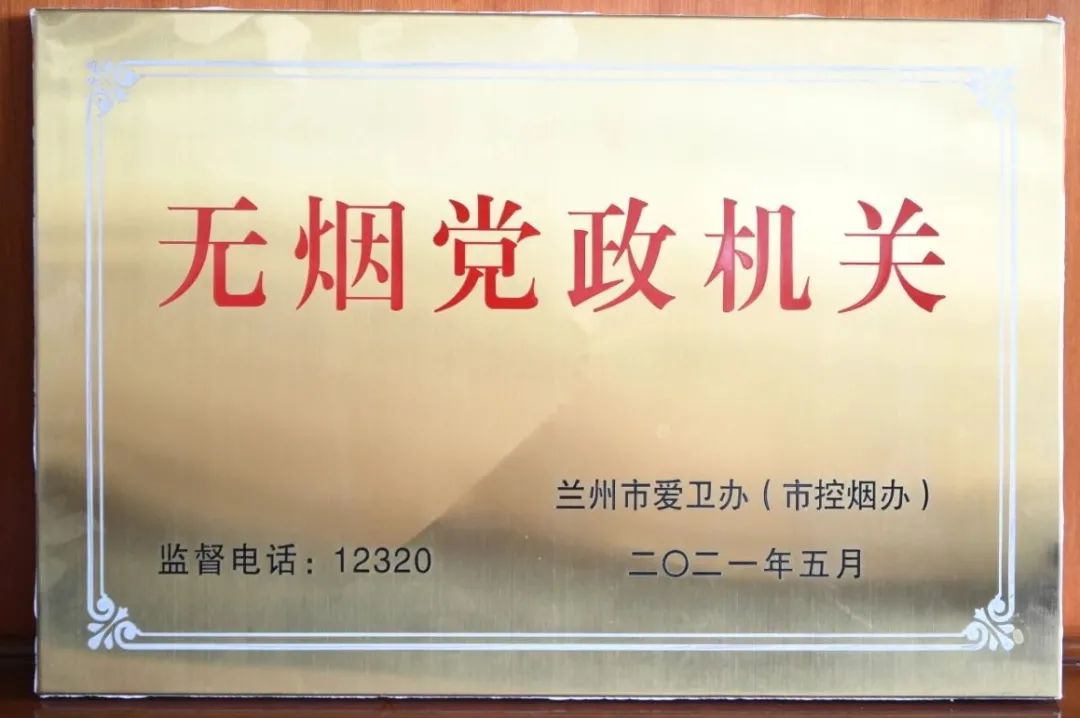 无烟党政机关
兰州市爱卫办（市控烟办）
监督电话：12320
二〇二一年五月